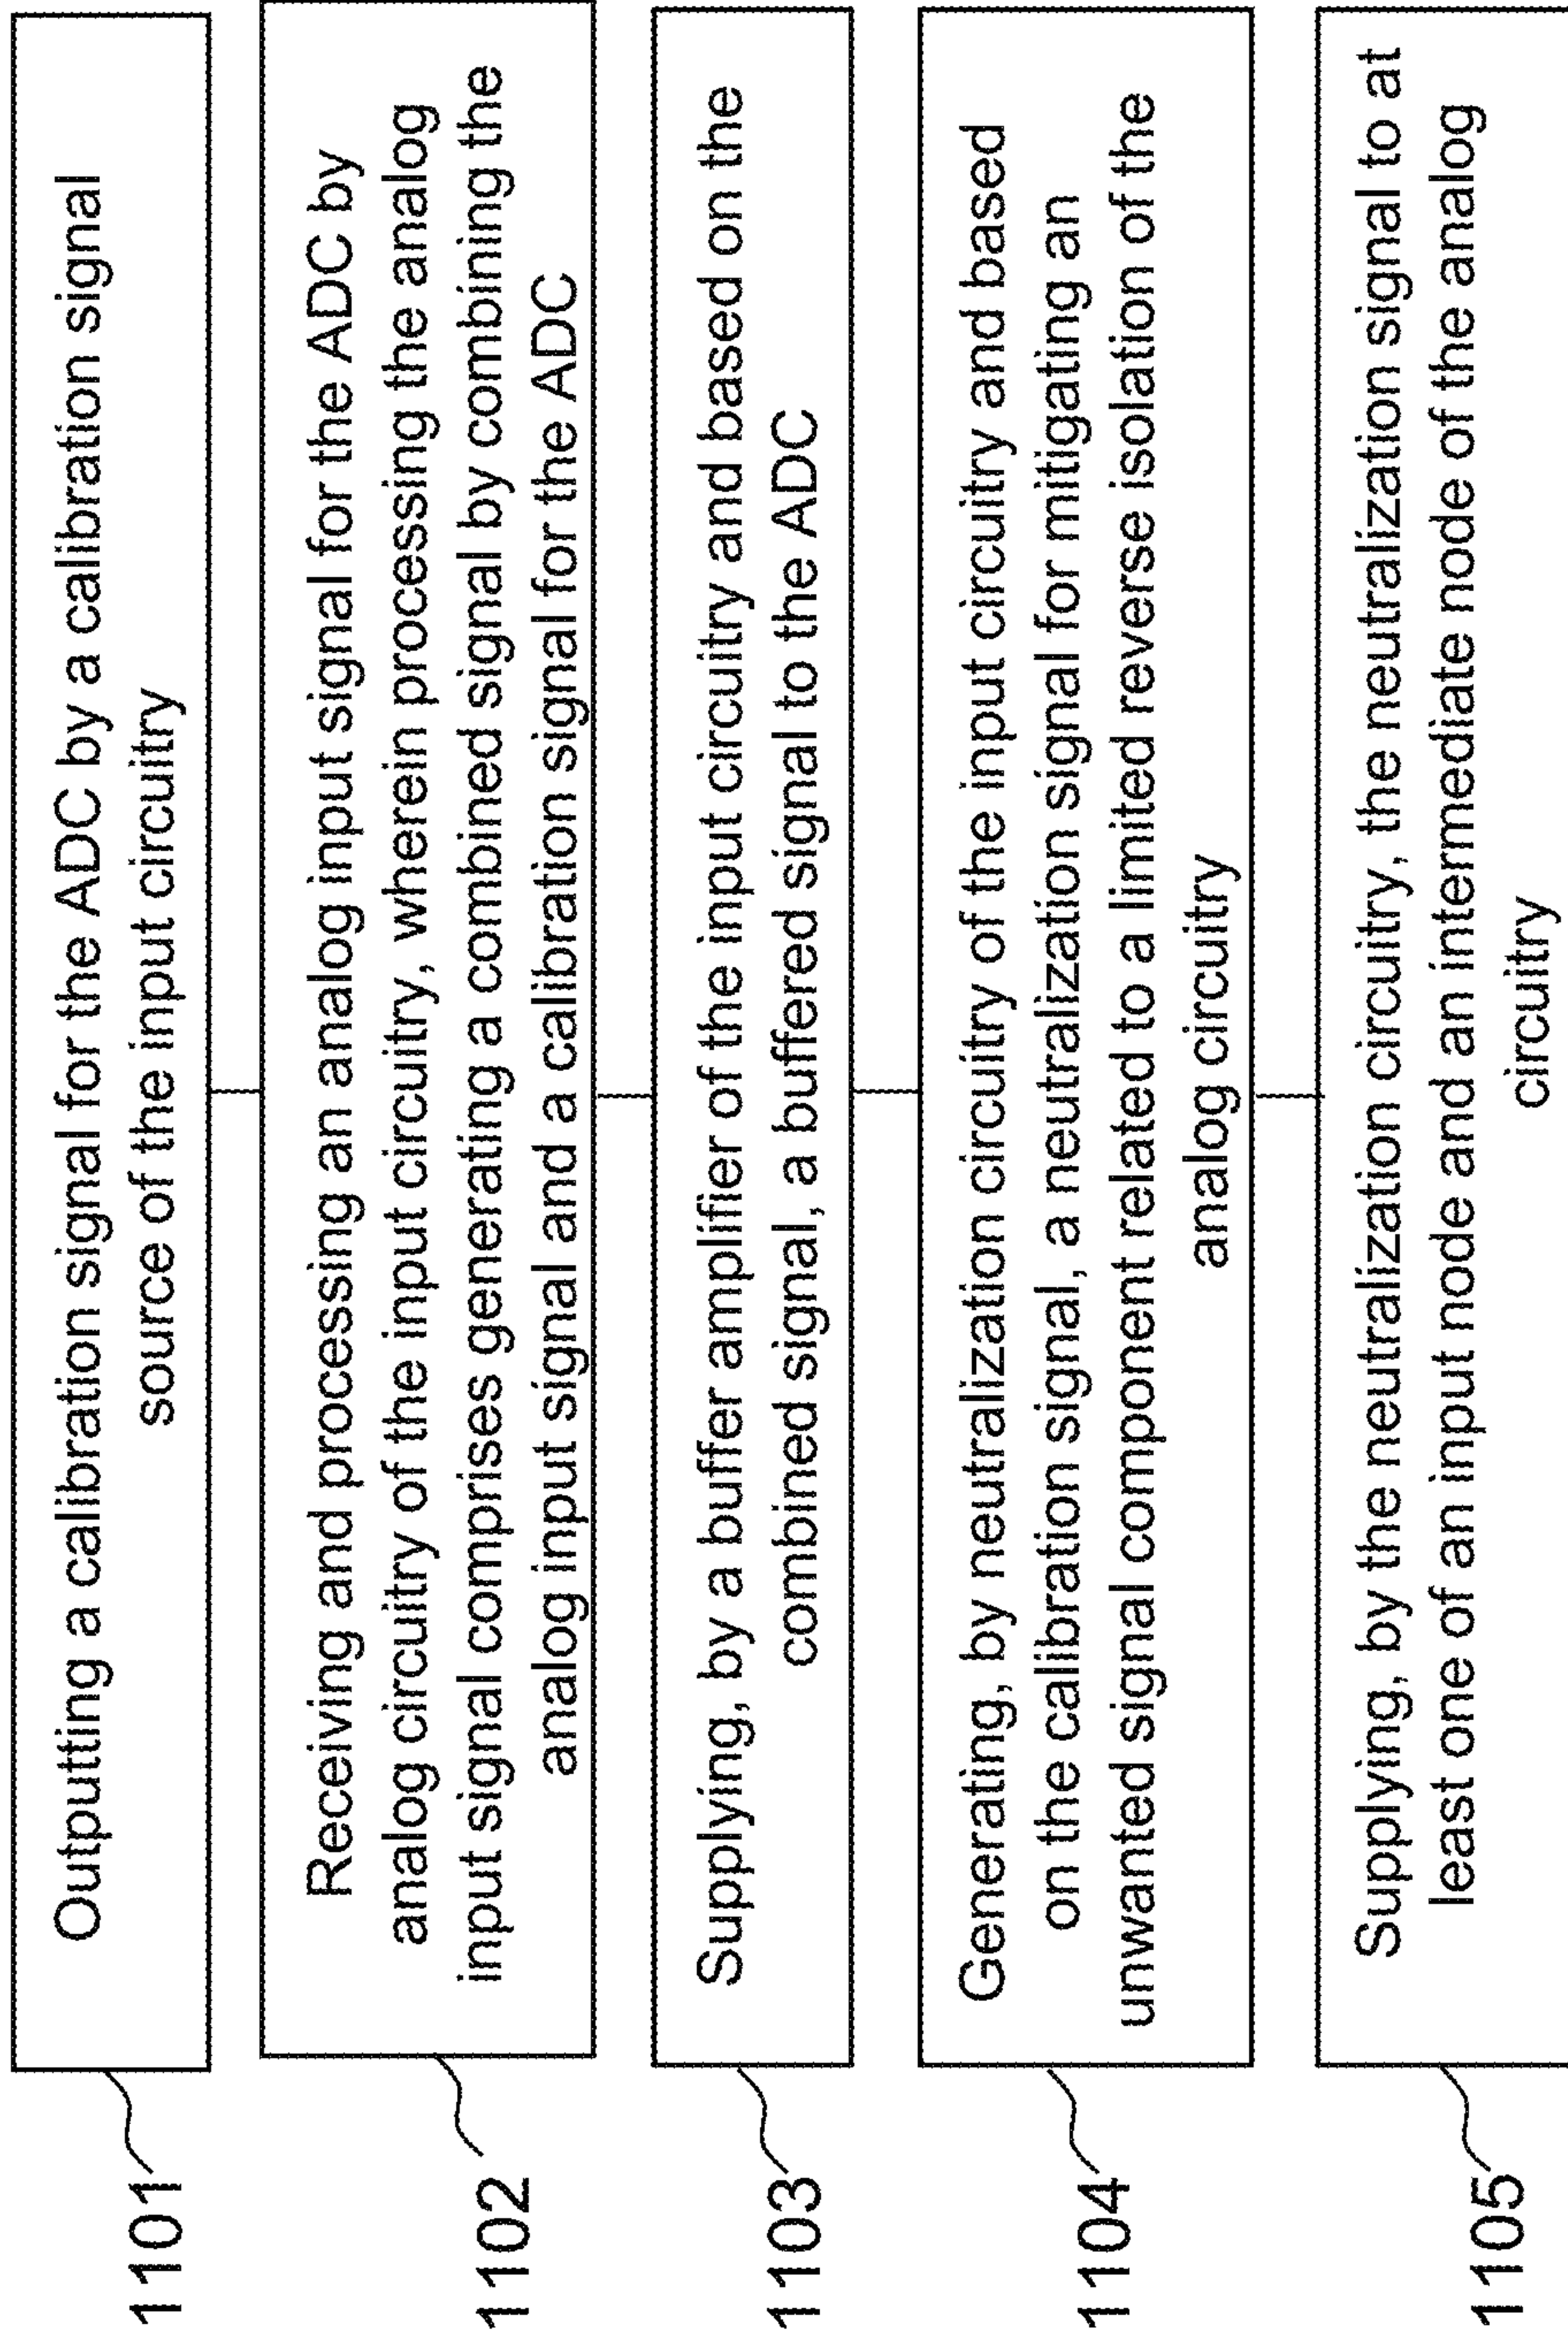 1101
Outputting a calibration signal for the ADC by a calibration signal
source of the input circuitry
1102
Receiving and processing an analog input signal for the ADC by
analog circuitry of the input circuitry, wherein processing the analog
input signal comprises generating a combined signal by combining the
analog input signal and a calibration signal for the ADC
1103
Supplying, by a buffer amplifier of the input circuitry and based on the
combined signal, a buffered signal to the ADC
1104
Generating, by neutralization circuitry of the input circuitry and based
on the calibration signal, a neutralization signal for mitigating an
unwanted signal component related to a limited reverse isolation of the
analog circuitry
1105
Supplying, by the neutralization circuitry, the neutralization signal to at
least one of an input node and an intermediate node of the analog
circuitry